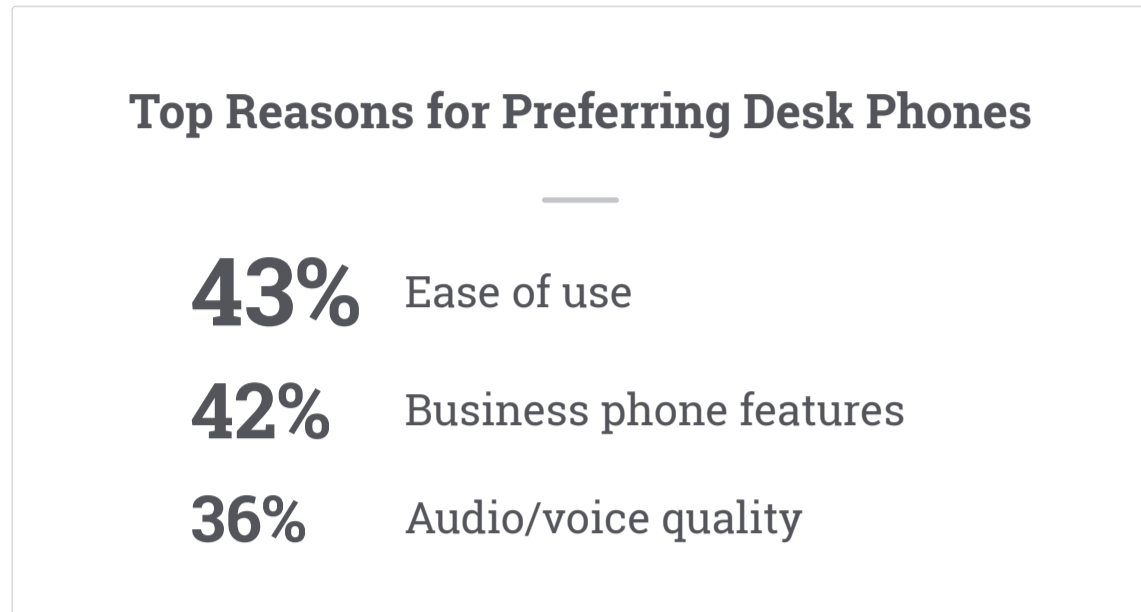 Top Reasons for Preferring Desk Phones
43% Ease of use
42% Business phone features
36% Audio/voice quality